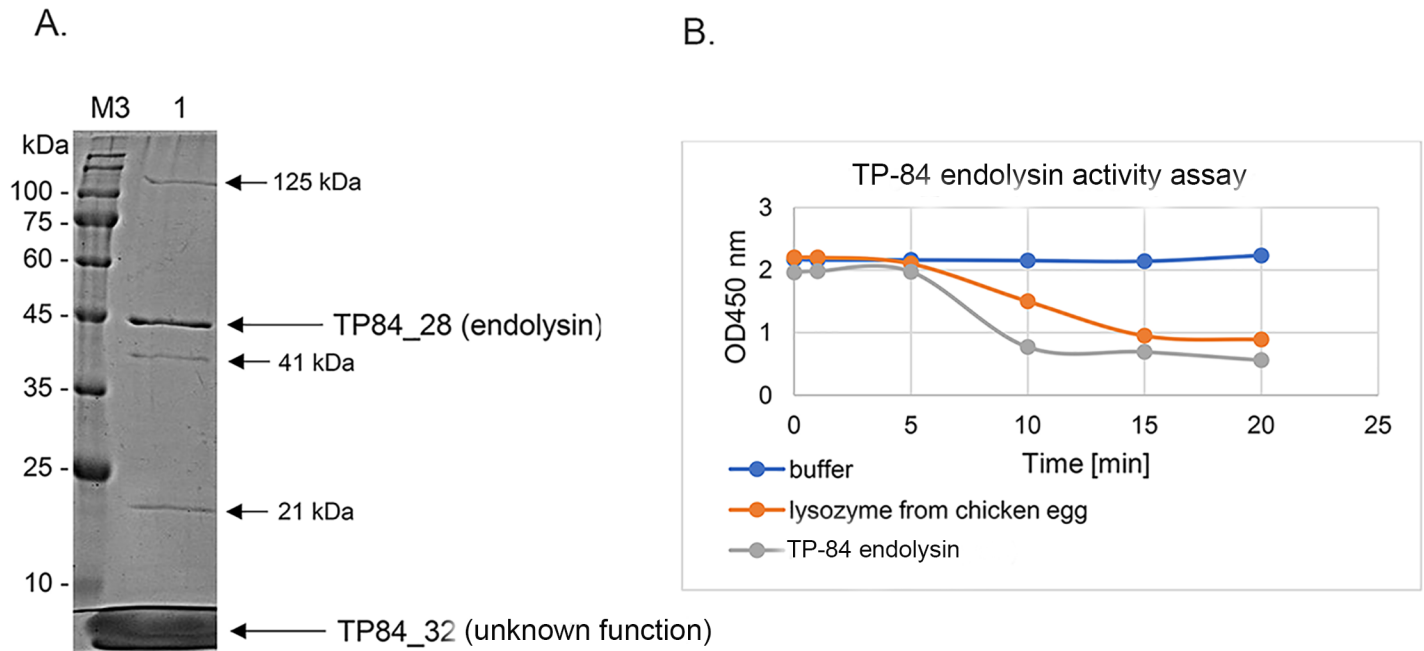 A.
M3 1
kDa
100 -
75 -
60 -
45 -
35 -
25 -
10 -
125 kDa
TP84_28 (endolysin)
41 kDa
21 kDa
TP84_32 (unknown function)
B.
TP-84 endolysin activity assay
OD450 nm
3
2
1
0
0 5 10 15 20 25
Time [min]
buffer
lysozyme from chicken egg
TP-84 endolysin